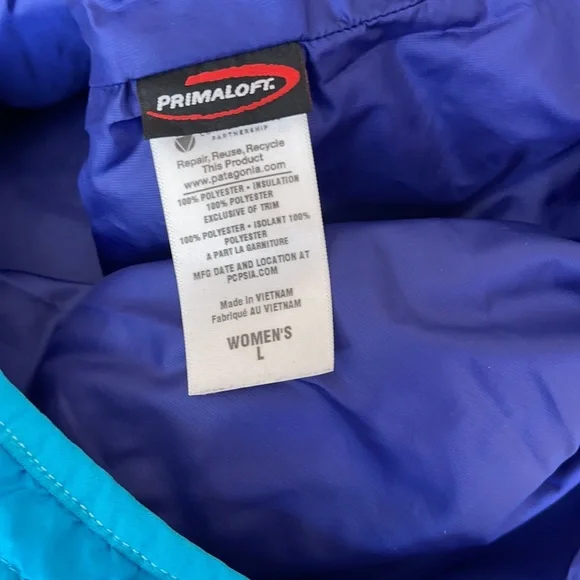 PRIMALOFT
PARTNERSHIP
Repair, Reuse, Recycle
This Product
www.patagonia.com
100% POLYESTER • INSULATION
100% POLYESTER
EXCLUSIVE OF TRIM
100% POLYESTER • ISOLANT 100%
POLYESTER
A PART LA GARNITURE
MFG DATE AND LOCATION AT
PCPSIA.COM
Made in VIETNAM
Fabriqué AU VIETNAM
WOMEN'S
L